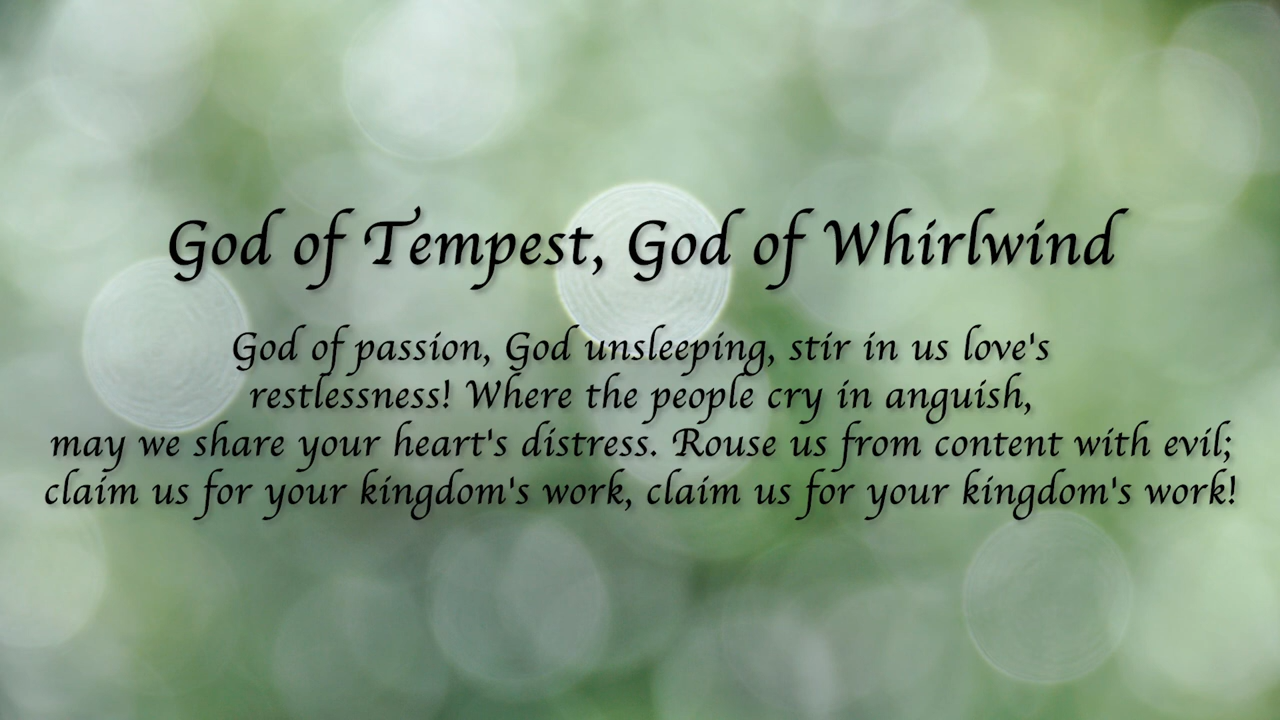 God of Tempest, God of Whirlwind
God of passion, God unsleeping, stir in us love's
restlessness! Where the people cry in anguish,
may we share your heart's distress. Rouse us from content with evil;
claim us for your kingdom's work, claim us for your kingdom's work!